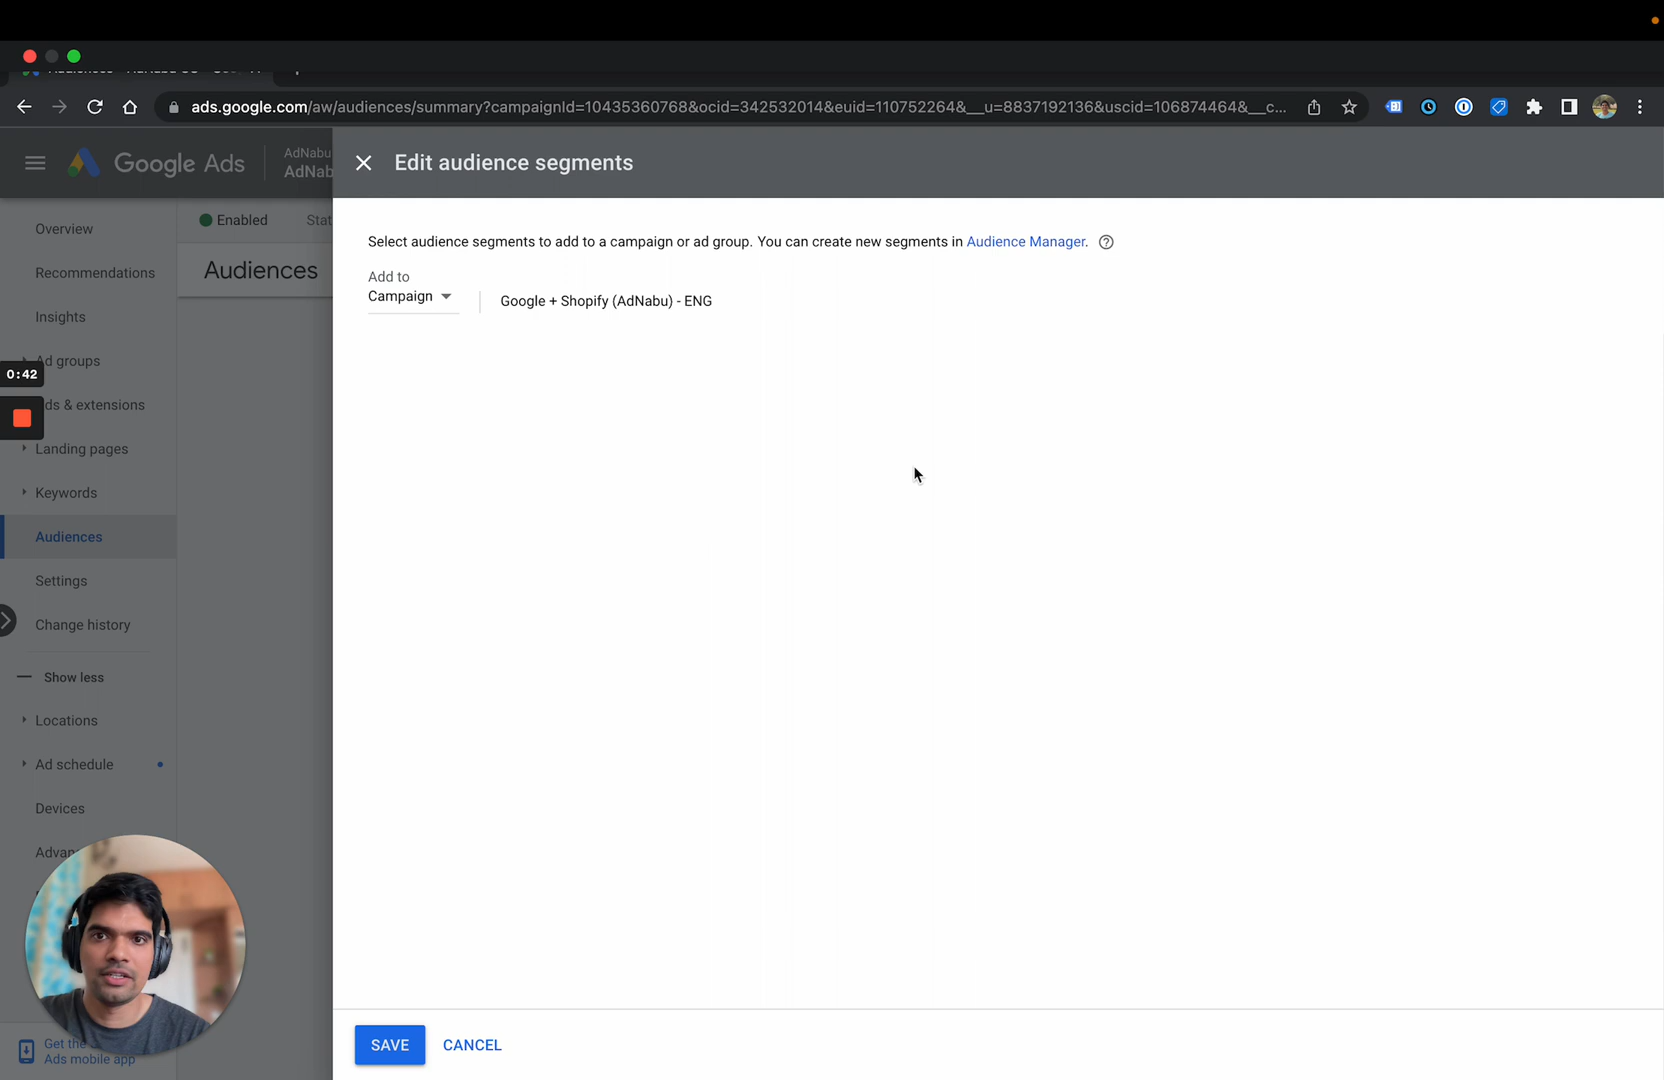 ads.google.com/aw/audiences/summary?campaignId=10435360768&ocid=342532014&euid=110752264&__u=8837192136&uscid=106874464&__c...
Google Ads
AdNabu
AdNab
Edit audience segments
Overview
Recommendations
Insights
Ad groups
0:42
ds & extensions
Landing pages
Keywords
Audiences
Settings
Change history
Show less
Locations
Ad schedule
Devices
Advan
Get the
Ads mobile app
Enabled
Stat
Audiences
Select audience segments to add to a campaign or ad group. You can create new segments in Audience Manager.
Add to
Campaign
Google + Shopify (AdNabu) - ENG
SAVE
CANCEL